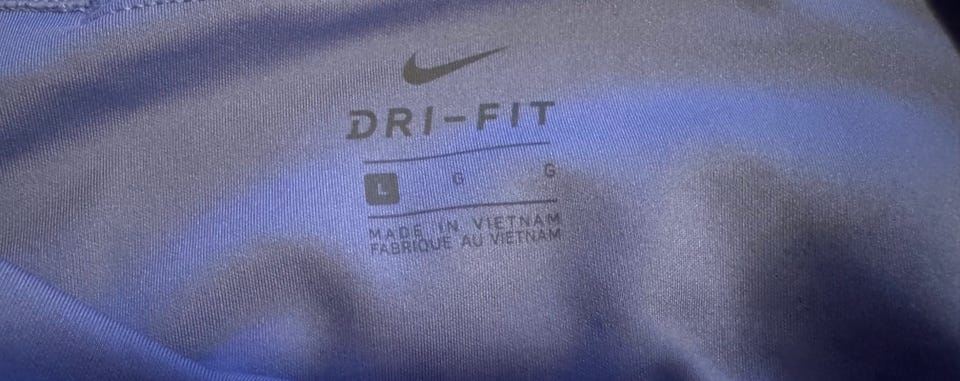 DRI-FIT
L G G
MADE IN VIETNAM
FABRIQUE AU VIETNAM